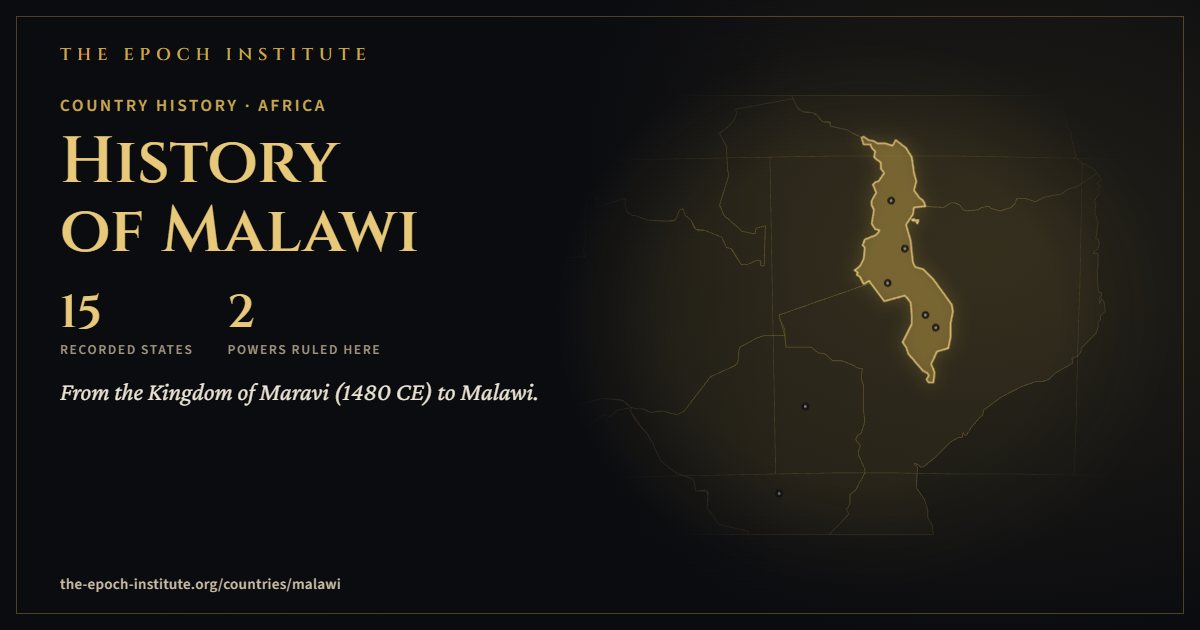 THE EPOCH INSTITUTE
COUNTRY HISTORY · AFRICA
History
of Malawi
15
RECORDED STATES
2
POWERS RULED HERE
From the Kingdom of Maravi (1480 CE) to Malawi.
the-epoch-institute.org/countries/malawi